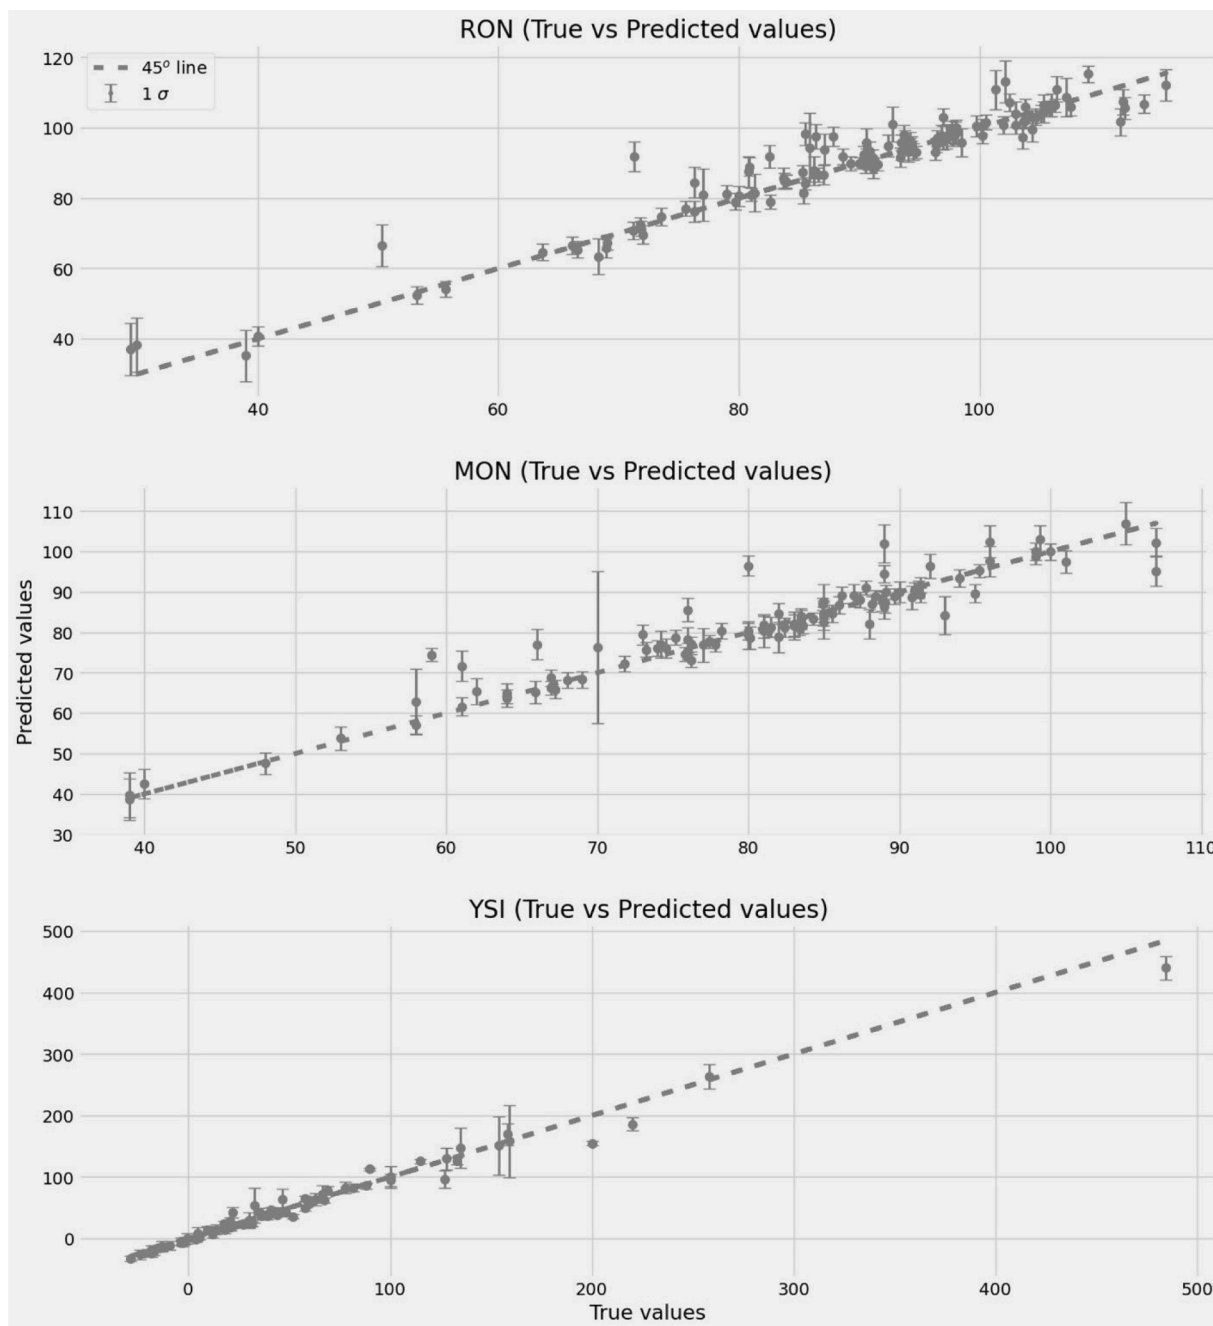 RON (True vs Predicted values)
120
45° line
1 σ
100
80
60
40
40 60 80 100
MON (True vs Predicted values)
110
100
90
80
70
60
50
40
30
Predicted values
40 50 60 70 80 90 100 110
YSI (True vs Predicted values)
500
400
300
200
100
0
0 100 200 300 400 500
True values